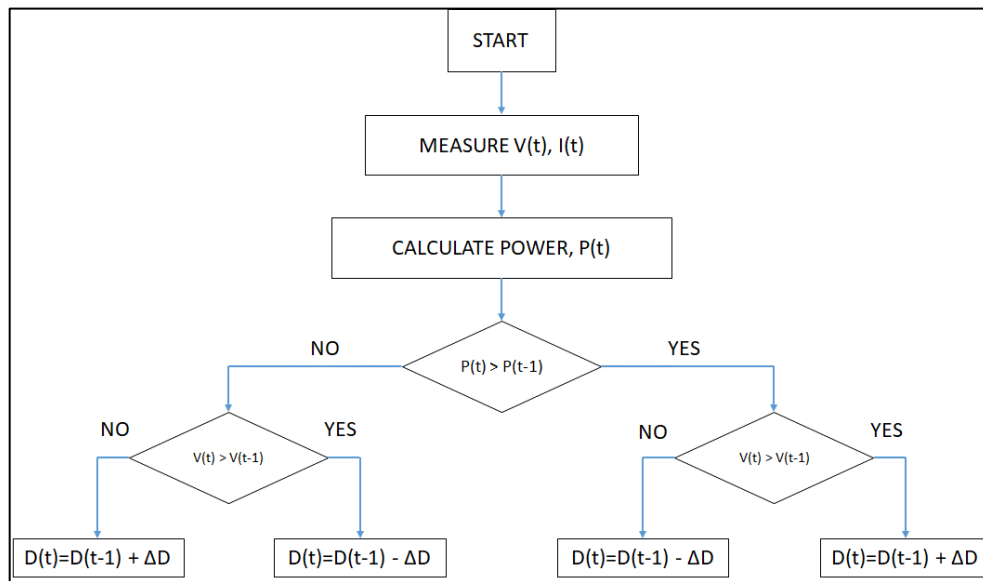 START
MEASURE V(t), I(t)
CALCULATE POWER, P(t)
NO
YES
P(t) > P(t-1)
NO
YES
NO
YES
V(t) > V(t-1)
V(t) > V(t-1)
D(t)=D(t-1) + ΔD
D(t)=D(t-1) - ΔD
D(t)=D(t-1) - ΔD
D(t)=D(t-1) + ΔD